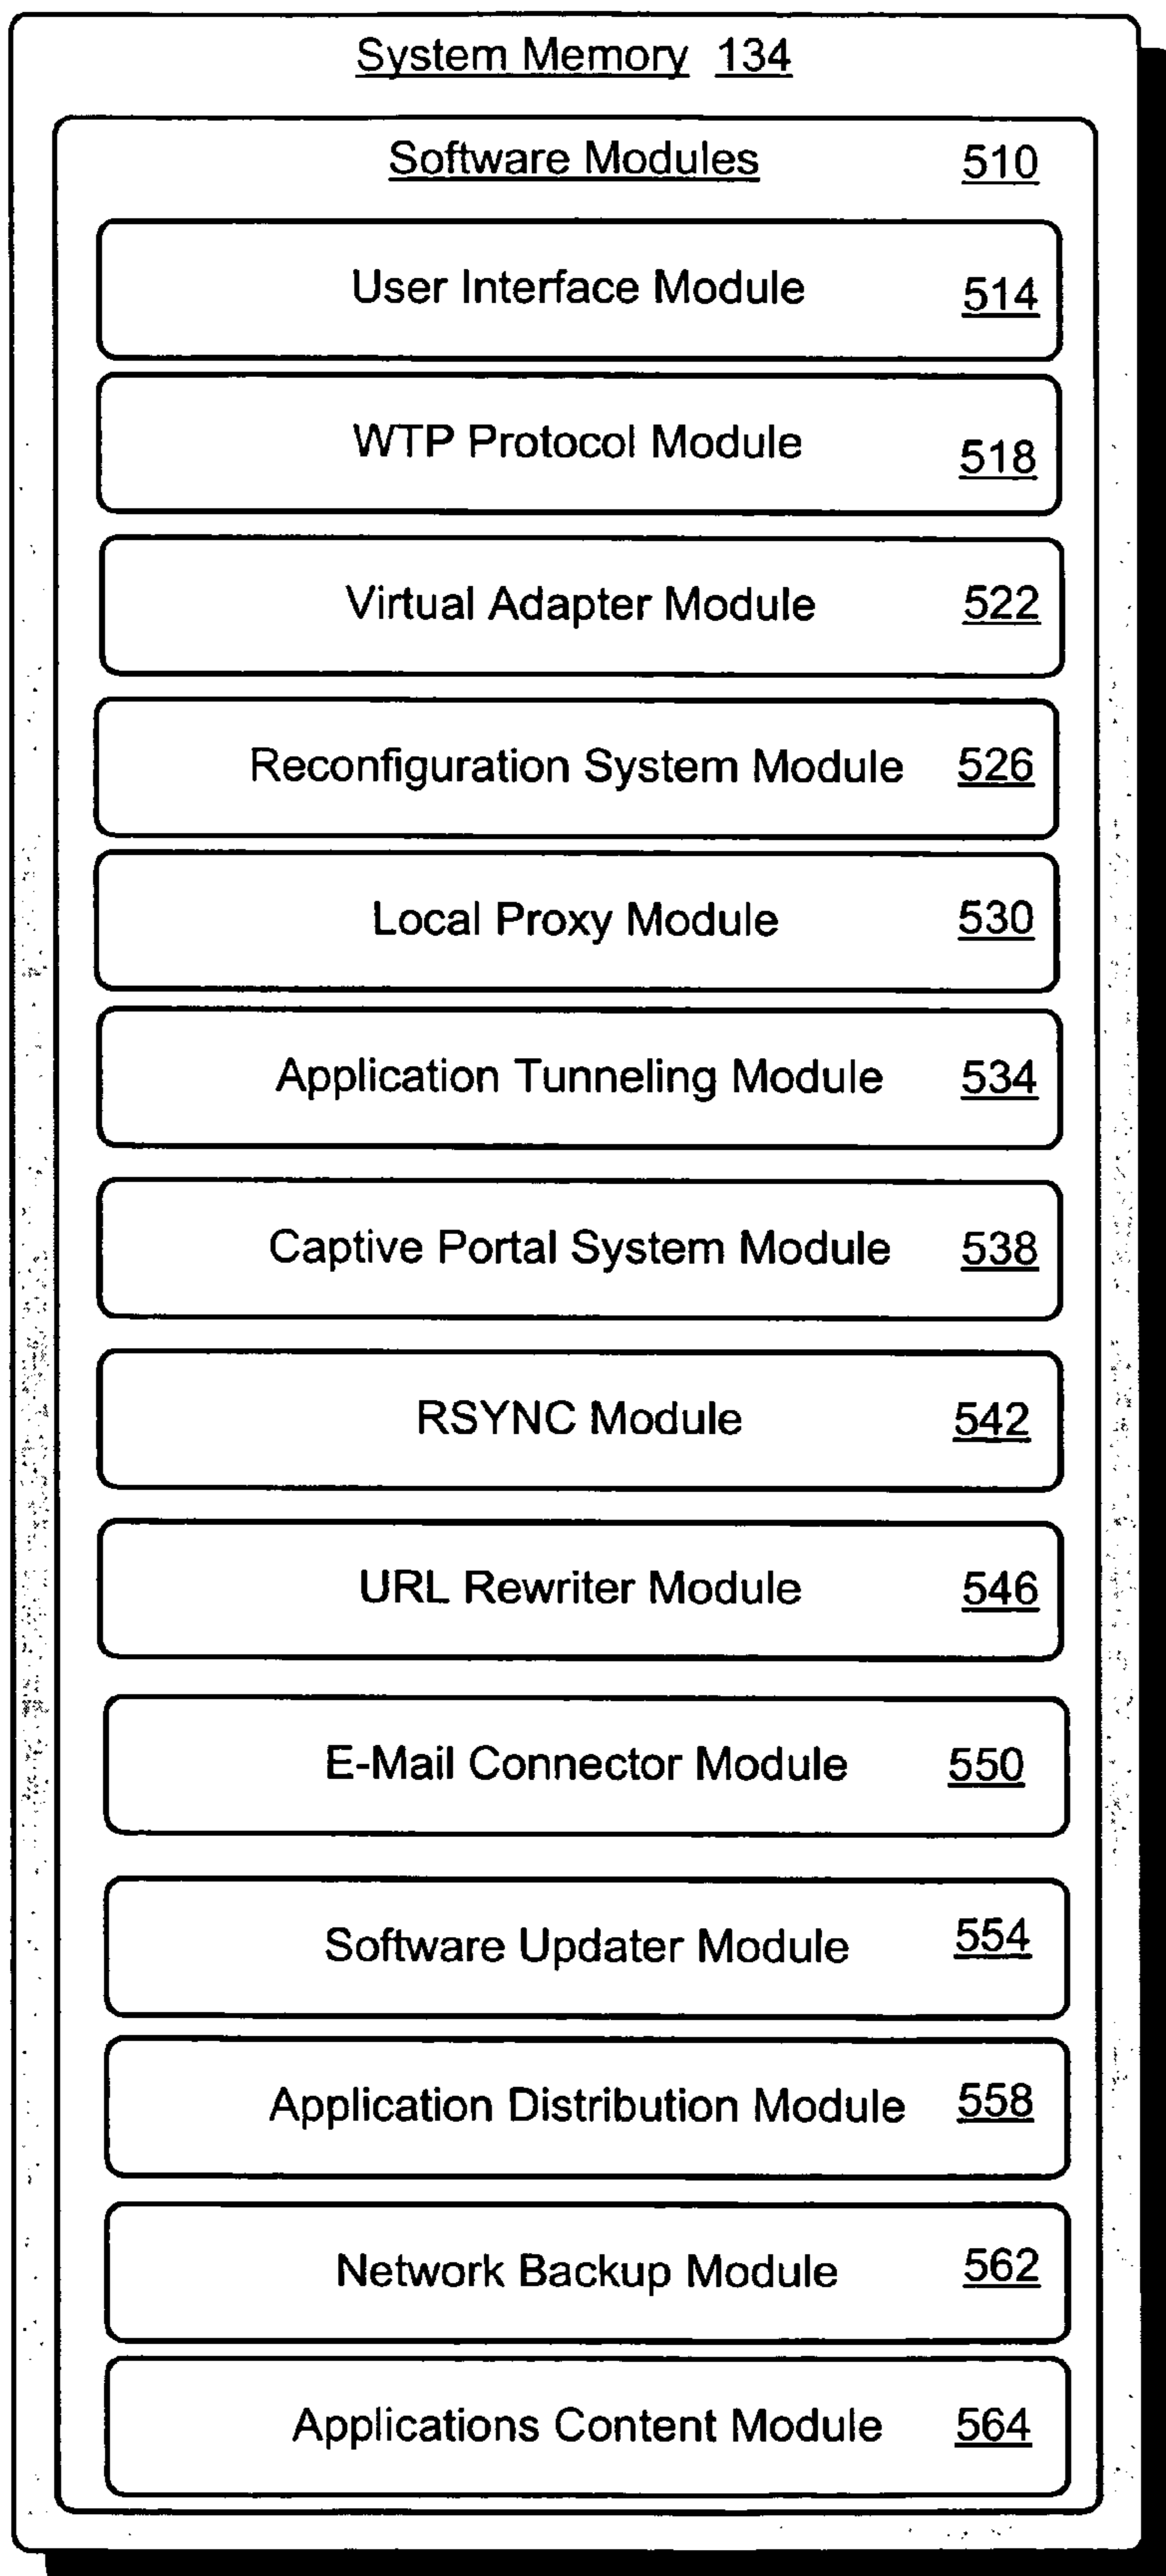 System Memory 134
Software Modules 510
User Interface Module 514
WTP Protocol Module 518
Virtual Adapter Module 522
Reconfiguration System Module 526
Local Proxy Module 530
Application Tunneling Module 534
Captive Portal System Module 538
RSYNC Module 542
URL Rewriter Module 546
E-Mail Connector Module 550
Software Updater Module 554
Application Distribution Module 558
Network Backup Module 562
Applications Content Module 564